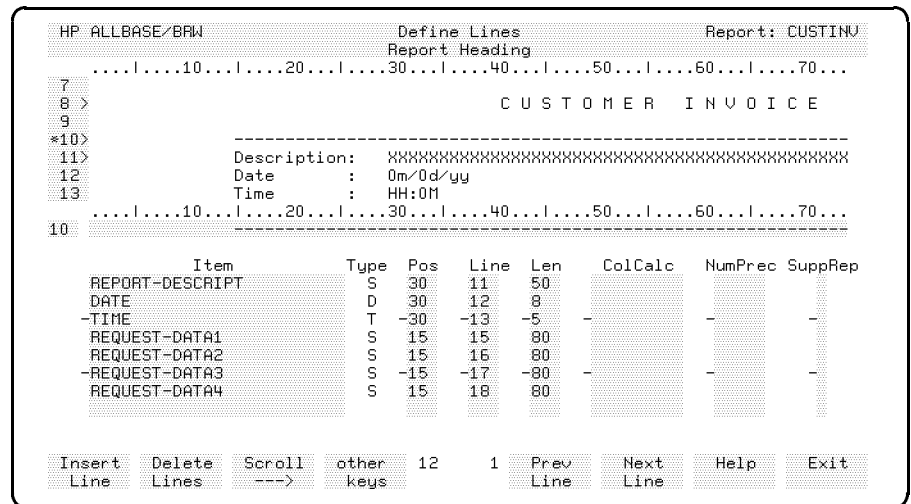 HP ALLBASE/BRW Define Lines Report: CUSTINV
Report Heading
....|....10...|....20...|....30...|....40...|....50...|....60...|....70...
7
8 > C U S T O M E R I N V O I C E
9
*10> ------------------------------------------------------------
11> Description: XXXXXXXXXXXXXXXXXXXXXXXXXXXXXXXXXXXXXXXXXXXXX
12 Date : 0m/0d/yy
13 Time : HH:0M
....|....10...|....20...|....30...|....40...|....50...|....60...|....70...
10 ------------------------------------------------------------
Item Type Pos Line Len ColCalc NumPrec SuppRep
REPORT-DESCRIPT S 30 11 50
DATE D 30 12 8
-TIME T -30 -13 -5 - - -
REQUEST-DATA1 S 15 15 80
REQUEST-DATA2 S 15 16 80
-REQUEST-DATA3 S -15 -17 -80 - - -
REQUEST-DATA4 S 15 18 80
Insert Delete Scroll other 12 1 Prev Next Help Exit
Line Lines ---> keys Line Line